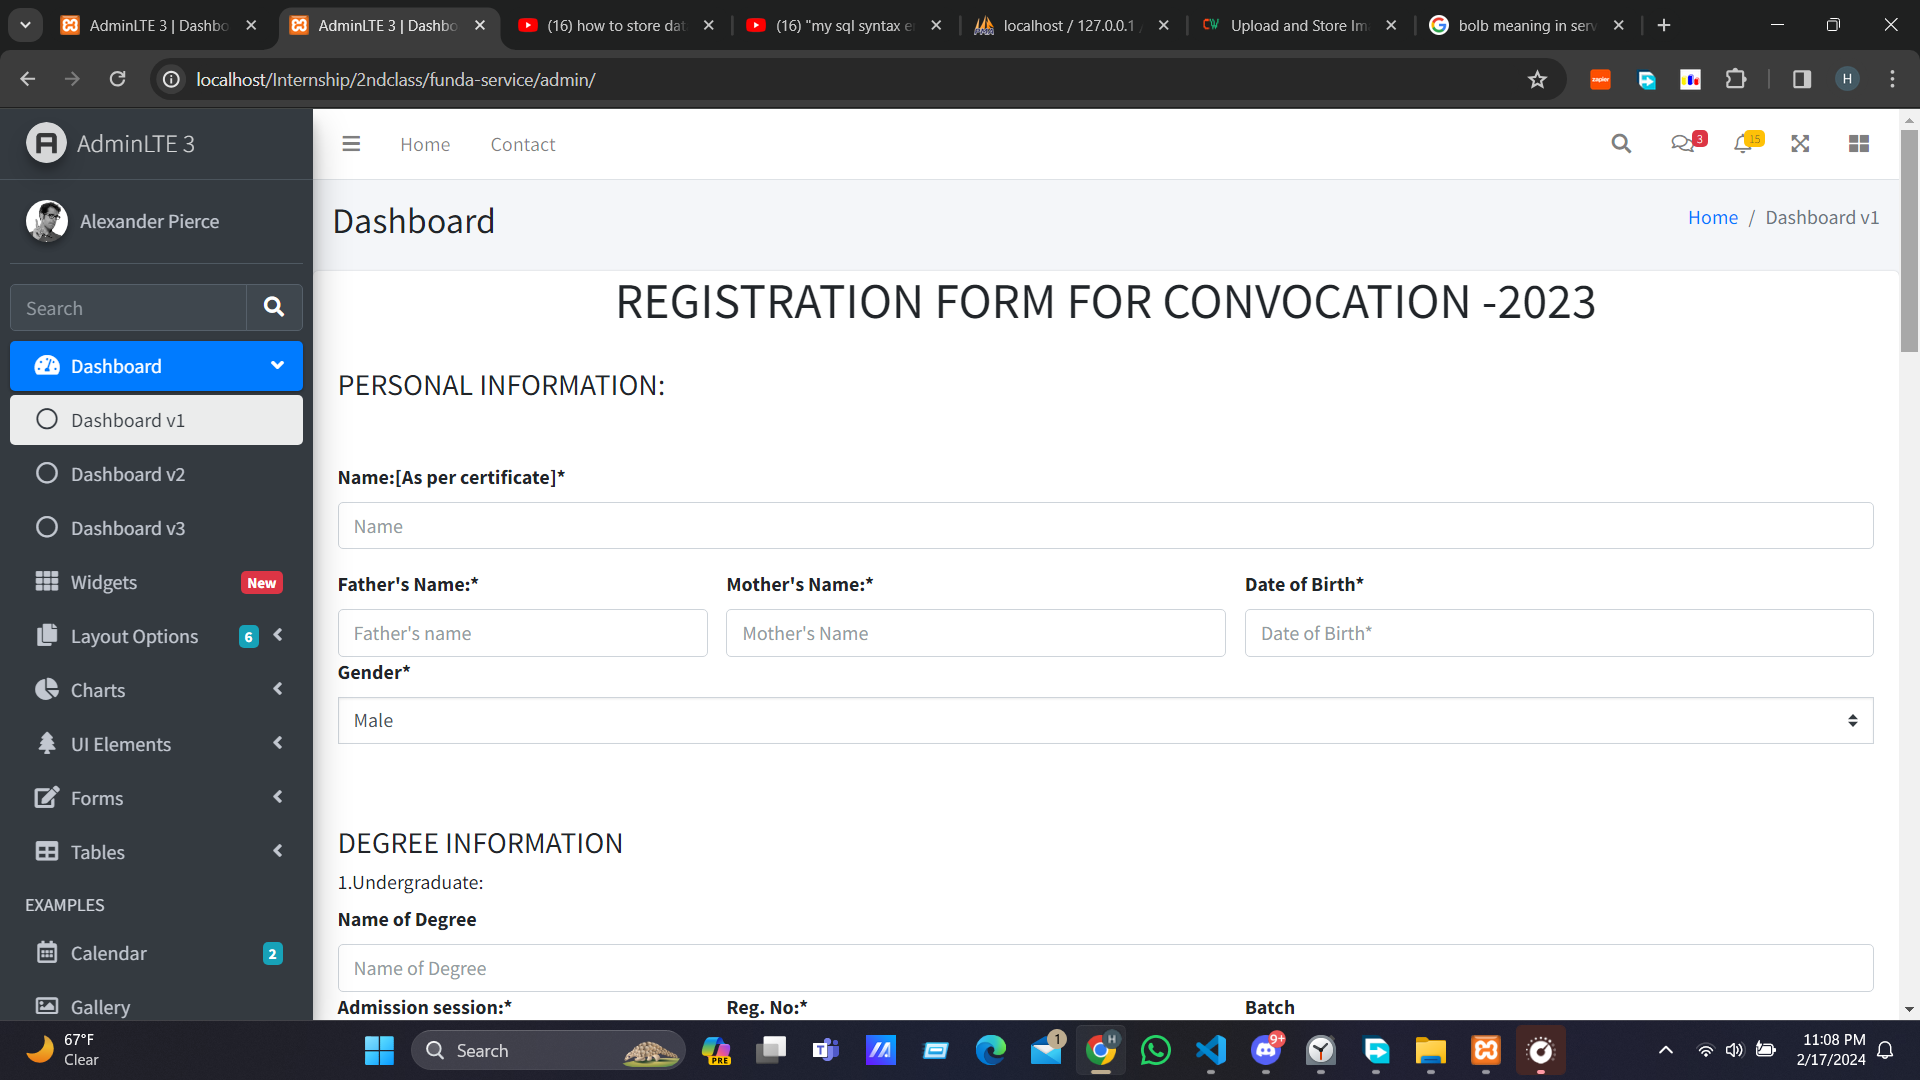 AdminLTE 3 | Dashbo
AdminLTE 3 | Dashbo
(16) how to store dat
(16) "my sql syntax e
localhost / 127.0.0.1 /
Upload and Store Im
bolb meaning in serv
localhost/Internship/2ndclass/funda-service/admin/
zapier
H
AdminLTE 3
Home
Contact
3
15
Alexander Pierce
Dashboard
Home / Dashboard v1
Search
Dashboard
Dashboard v1
Dashboard v2
Dashboard v3
Widgets
New
Layout Options
6
Charts
UI Elements
Forms
Tables
EXAMPLES
Calendar
2
Gallery
REGISTRATION FORM FOR CONVOCATION -2023
PERSONAL INFORMATION:
Name:[As per certificate]*
Name
Father's Name:*
Mother's Name:*
Date of Birth*
Father's name
Mother's Name
Date of Birth*
Gender*
Male
DEGREE INFORMATION
1.Undergraduate:
Name of Degree
Name of Degree
Admission session:*
Reg. No:*
Batch
67°F
Clear
Search
PRE
1
H
9+
11:08 PM
2/17/2024